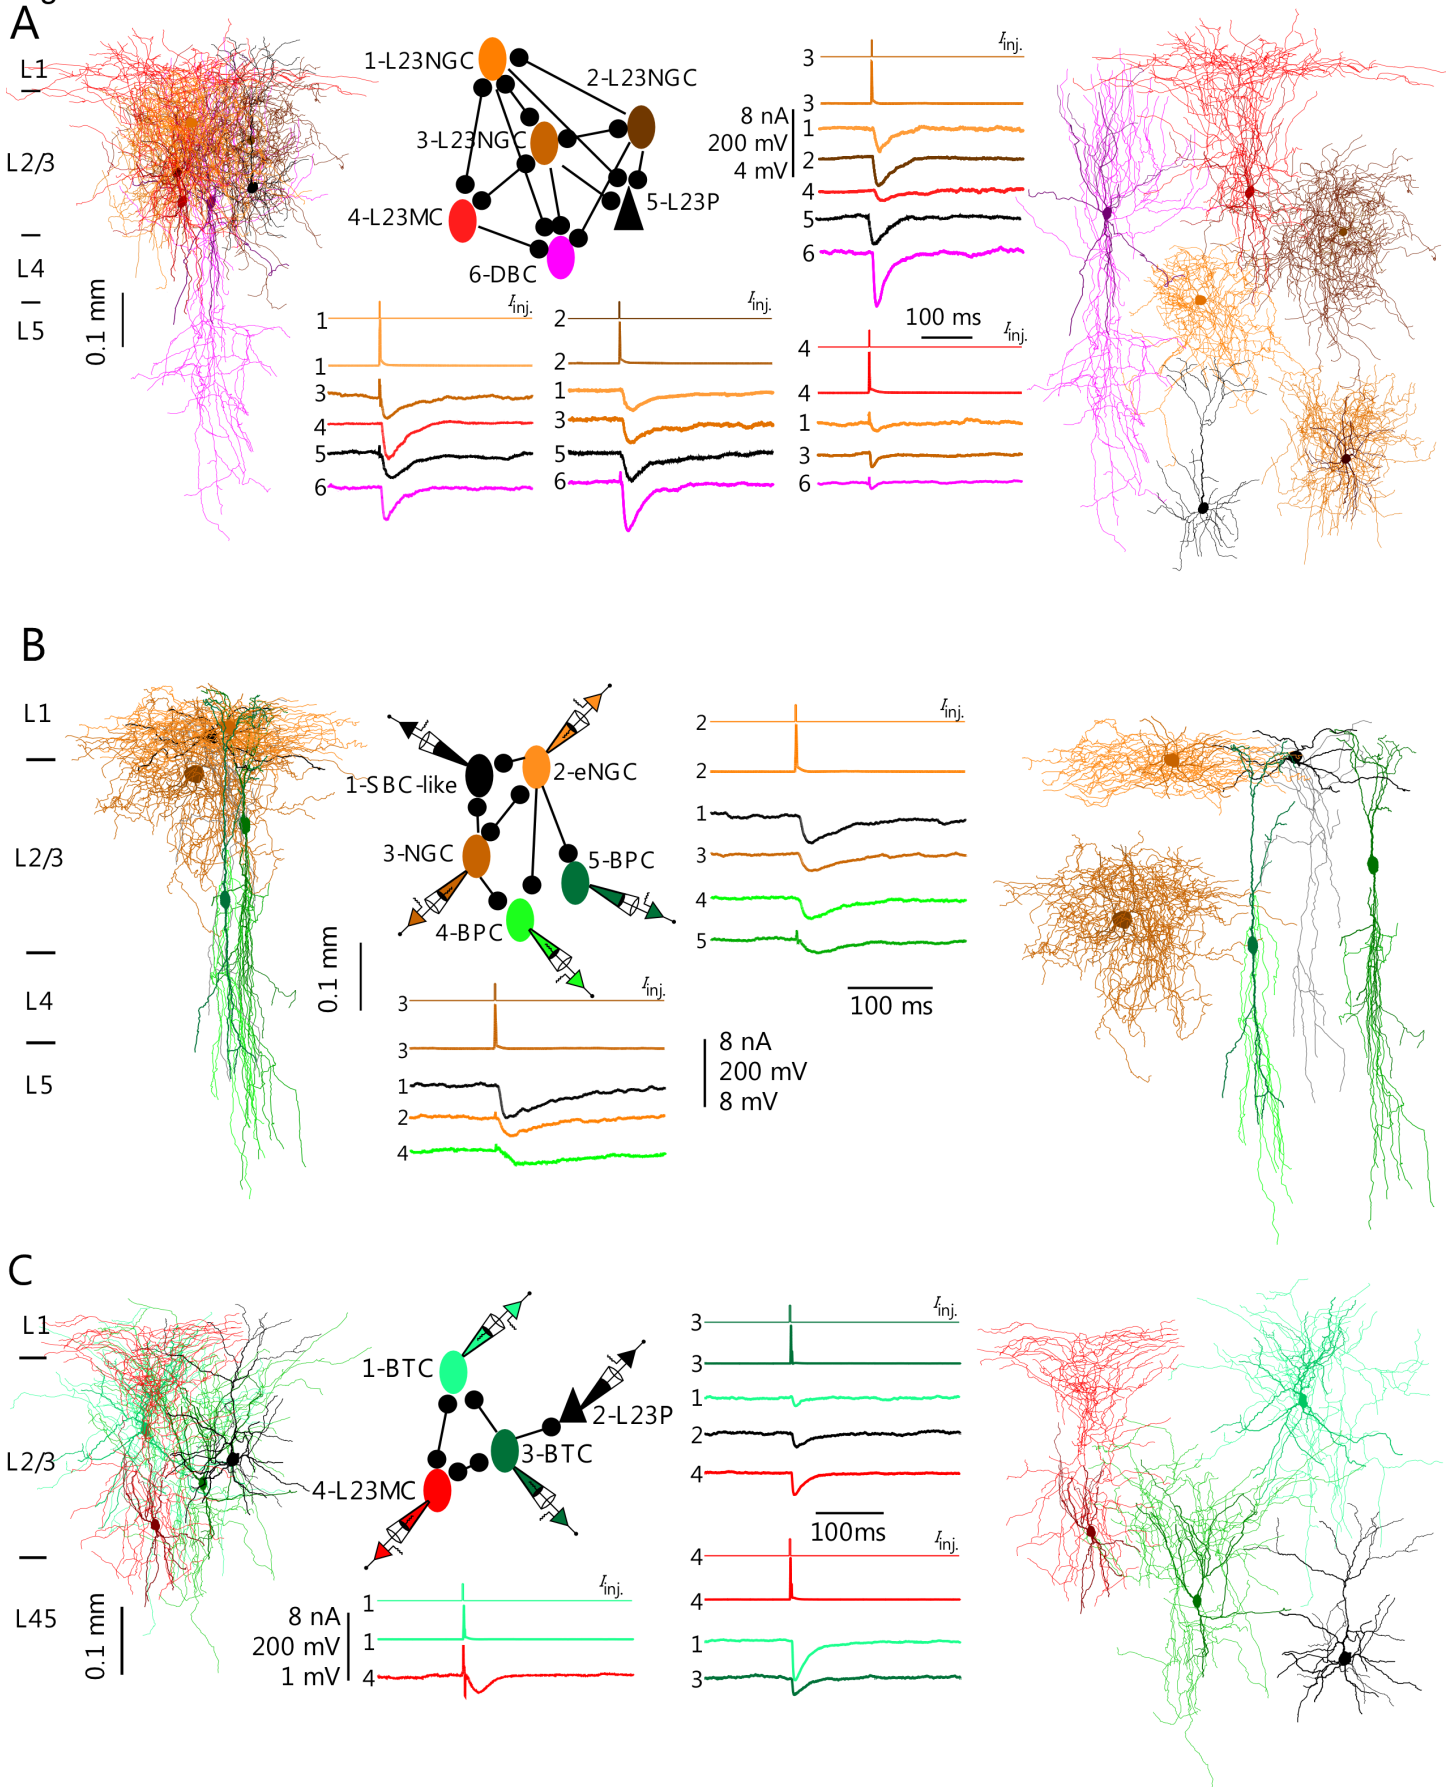 A
L1
L2/3
L4
L5
0.1 mm
1-L23NGC
2-L23NGC
3-L23NGC
4-L23MC
5-L23P
6-DBC
Iinj.
1
1
3
4
5
6
Iinj.
2
2
1
3
5
6
Iinj.
3
3
1
2
4
5
6
8 nA
200 mV
4 mV
100 ms
Iinj.
4
4
1
3
6
B
L1
L2/3
L4
L5
0.1 mm
1-SBC-like
2-eNGC
3-NGC
5-BPC
4-BPC
Iinj.
3
3
1
2
4
8 nA
200 mV
8 mV
Iinj.
2
2
1
3
4
5
100 ms
C
L1
L2/3
L45
0.1 mm
1-BTC
2-L23P
3-BTC
4-L23MC
Iinj.
1
1
4
8 nA
200 mV
1 mV
Iinj.
3
3
1
2
4
100ms
Iinj.
4
4
1
3